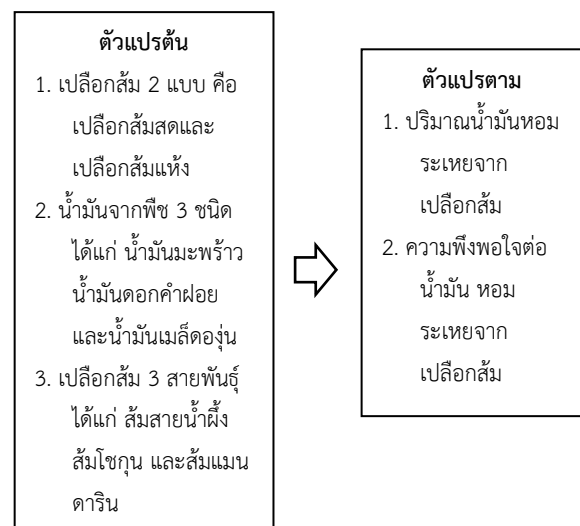 ตัวแปรต้น
1. เปลือกส้ม 2 แบบ คือ
เปลือกส้มสดและ
เปลือกส้มแห้ง
2. น้ำมันจากพืช 3 ชนิด
ได้แก่ น้ำมันมะพร้าว
น้ำมันดอกคำฝอย
และน้ำมันเมล็ดองุ่น
3. เปลือกส้ม 3 สายพันธุ์
ได้แก่ ส้มสายน้ำผึ้ง
ส้มโชกุน และส้มแมน
ดาริน
ตัวแปรตาม
1. ปริมาณน้ำมันหอม
ระเหยจาก
เปลือกส้ม
2. ความพึงพอใจต่อ
น้ำมัน หอม
ระเหยจาก
เปลือกส้ม